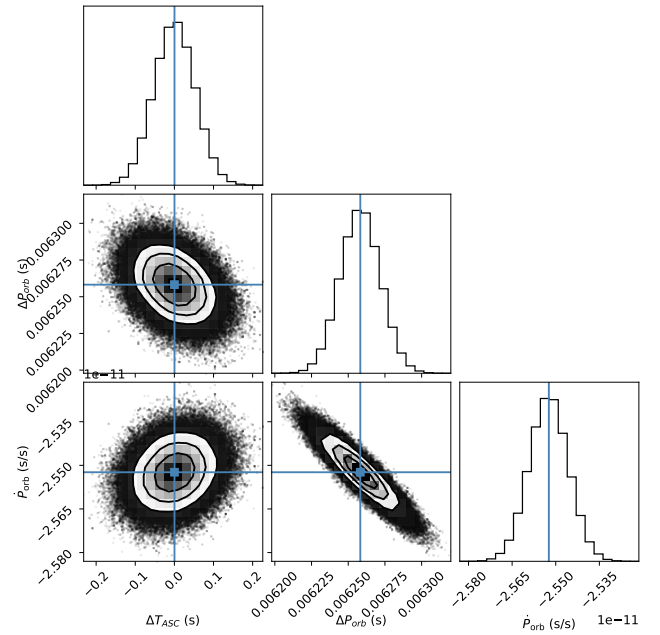 0.006300
0.006275
0.006250
0.006225
0.006200
ΔP_orb (s)
1e−11
−2.535
−2.550
−2.565
−2.580
Ṗ_orb (s/s)
−0.2 −0.1 0.0 0.1 0.2
ΔT_ASC (s)
0.006200 0.006225 0.006250 0.006275 0.006300
ΔP_orb (s)
−2.580 −2.565 −2.550 −2.535
Ṗ_orb (s/s) 1e−11